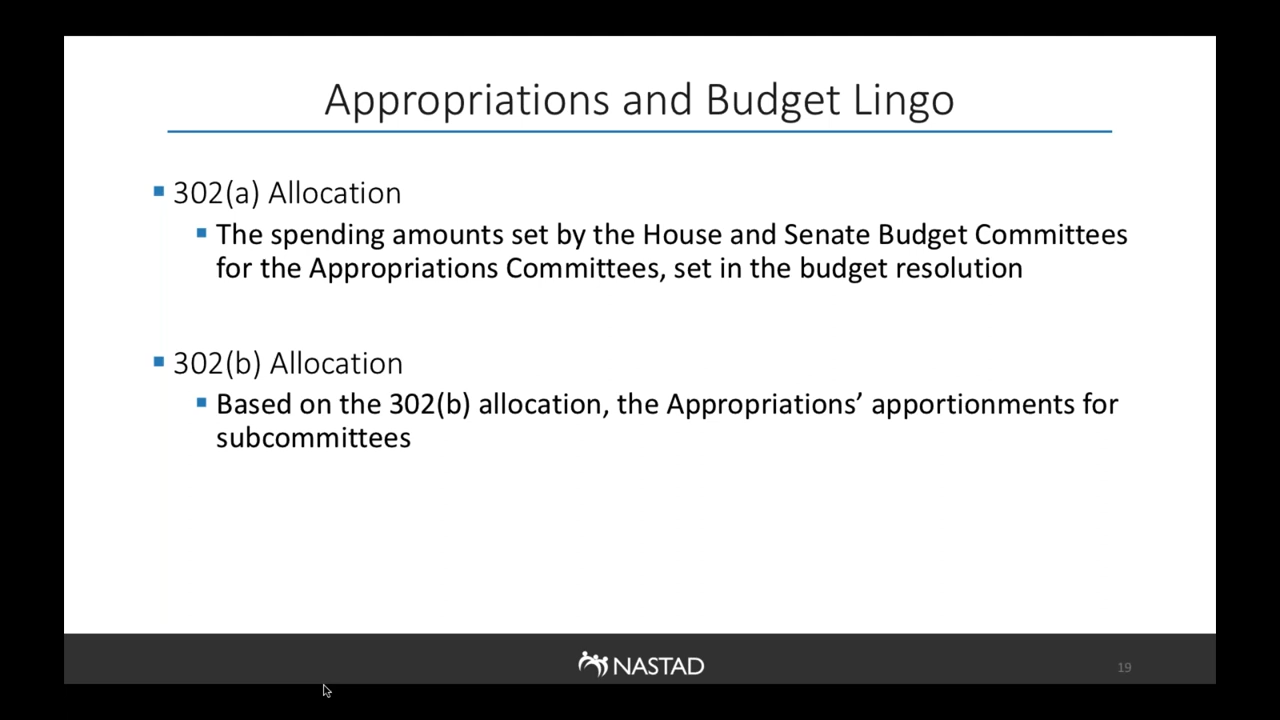 Appropriations and Budget Lingo
302(a) Allocation
The spending amounts set by the House and Senate Budget Committees
for the Appropriations Committees, set in the budget resolution
302(b) Allocation
Based on the 302(b) allocation, the Appropriations’ apportionments for
subcommittees
NASTAD
19